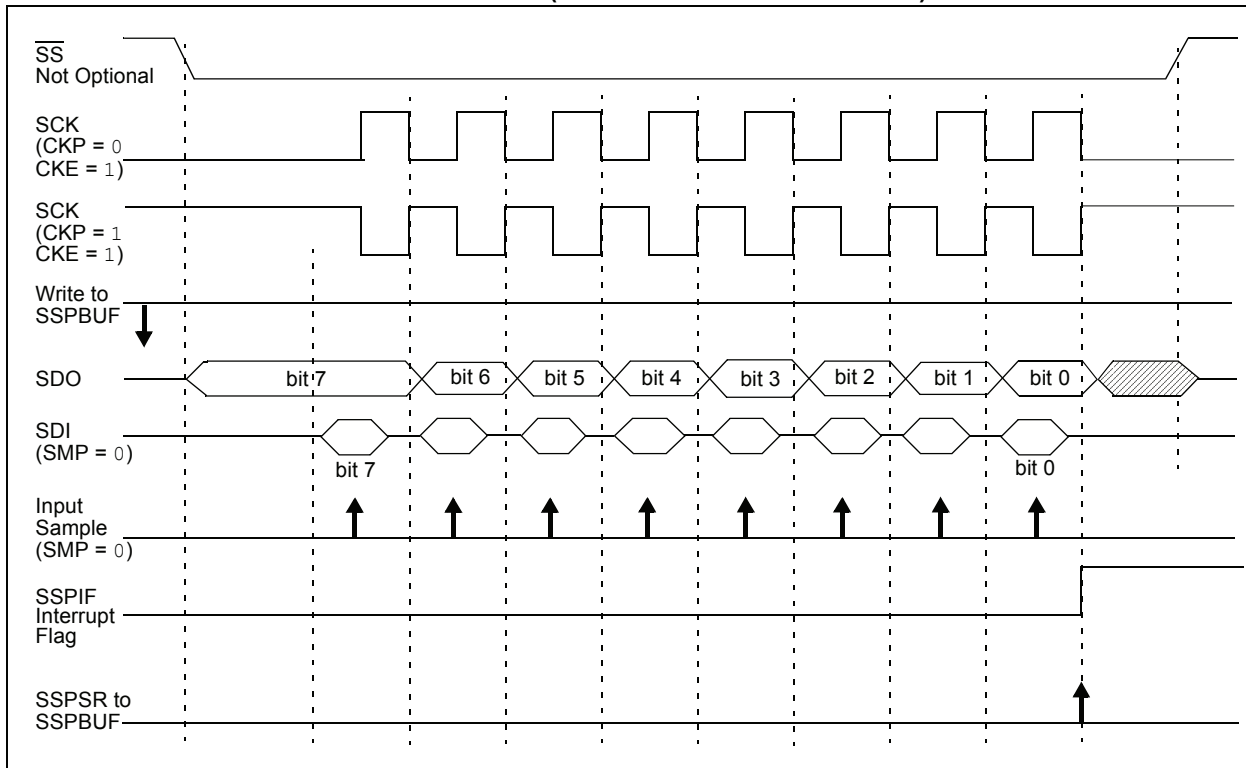 SS
Not Optional
SCK
(CKP = 0
CKE = 1)
SCK
(CKP = 1
CKE = 1)
Write to
SSPBUF
SDO
bit 7 bit 6 bit 5 bit 4 bit 3 bit 2 bit 1 bit 0
SDI
(SMP = 0)
bit 7 bit 0
Input
Sample
(SMP = 0)
SSPIF
Interrupt
Flag
SSPSR to
SSPBUF